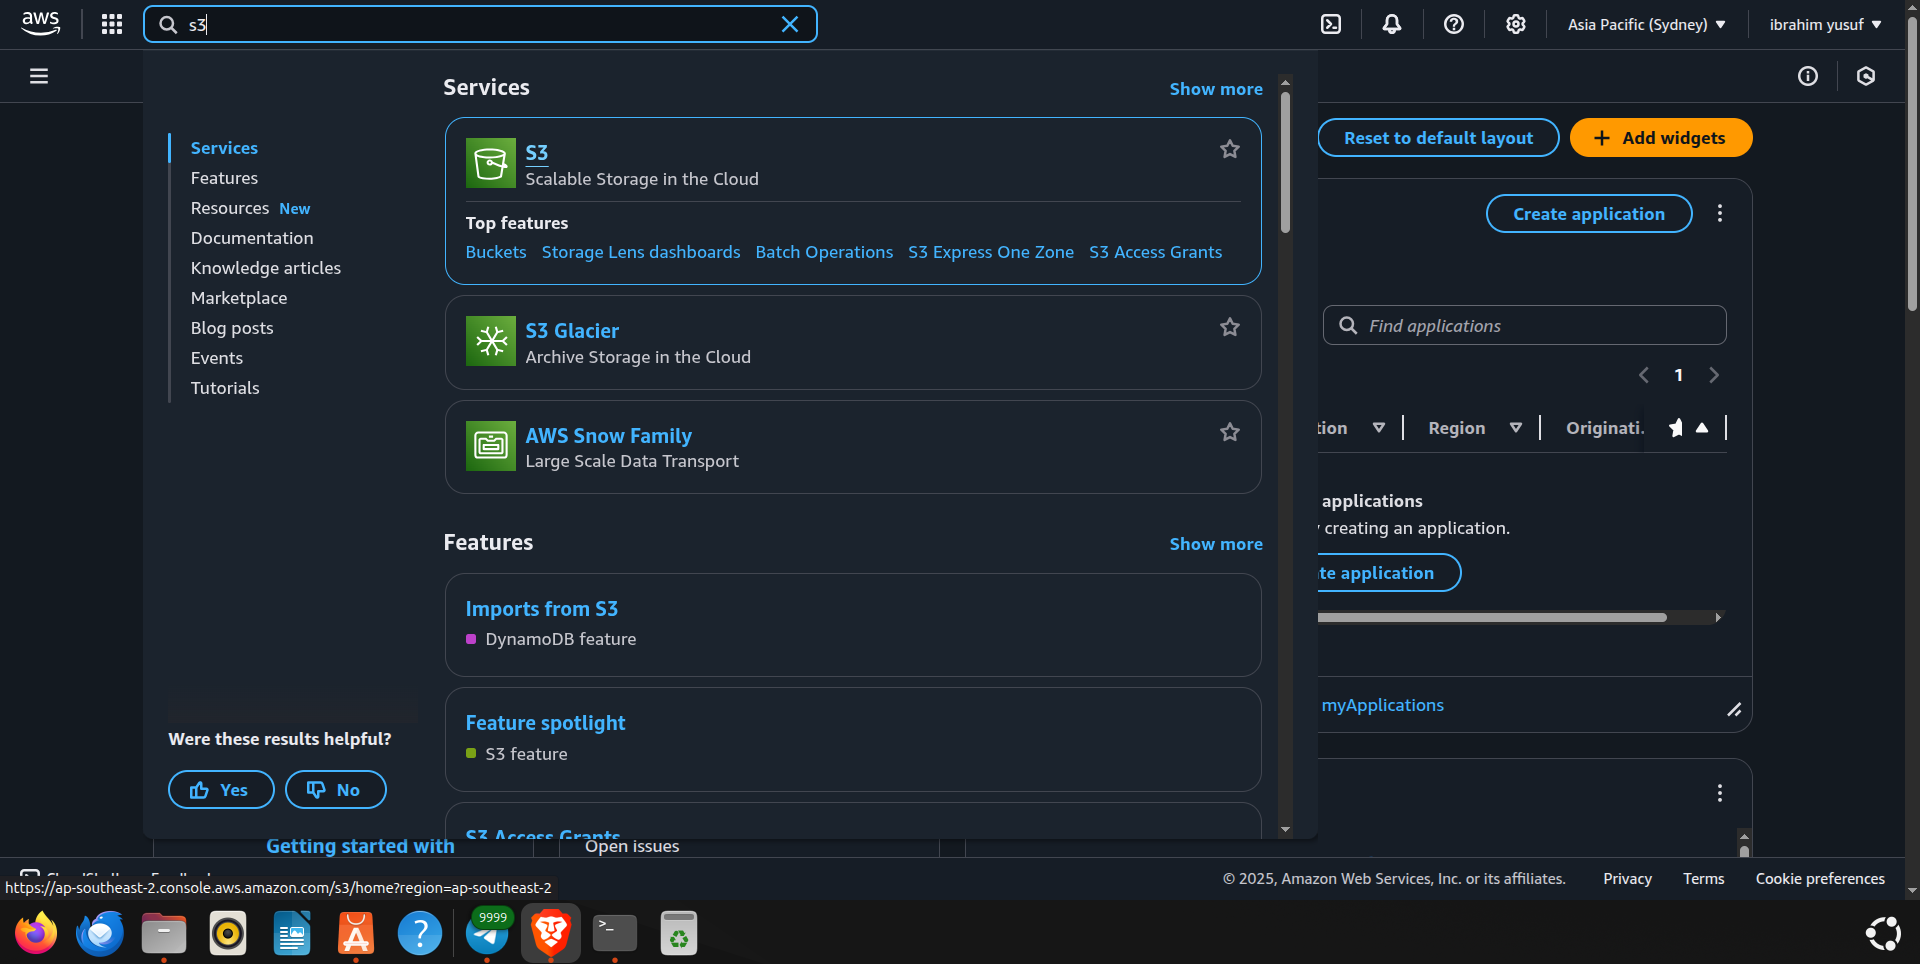 aws
s3
Asia Pacific (Sydney)
ibrahim yusuf
Services
Features
Resources New
Documentation
Knowledge articles
Marketplace
Blog posts
Events
Tutorials
Were these results helpful?
Yes
No
Services
Show more
S3
Scalable Storage in the Cloud
Top features
Buckets Storage Lens dashboards Batch Operations S3 Express One Zone S3 Access Grants
S3 Glacier
Archive Storage in the Cloud
AWS Snow Family
Large Scale Data Transport
Features
Show more
Imports from S3
DynamoDB feature
Feature spotlight
S3 feature
S3 Access Grants
Reset to default layout
Add widgets
Create application
Find applications
1
tion
Region
Originati.
applications
creating an application.
te application
myApplications
Getting started with
Open issues
https://ap-southeast-2.console.aws.amazon.com/s3/home?region=ap-southeast-2
© 2025, Amazon Web Services, Inc. or its affiliates.
Privacy
Terms
Cookie preferences
9999